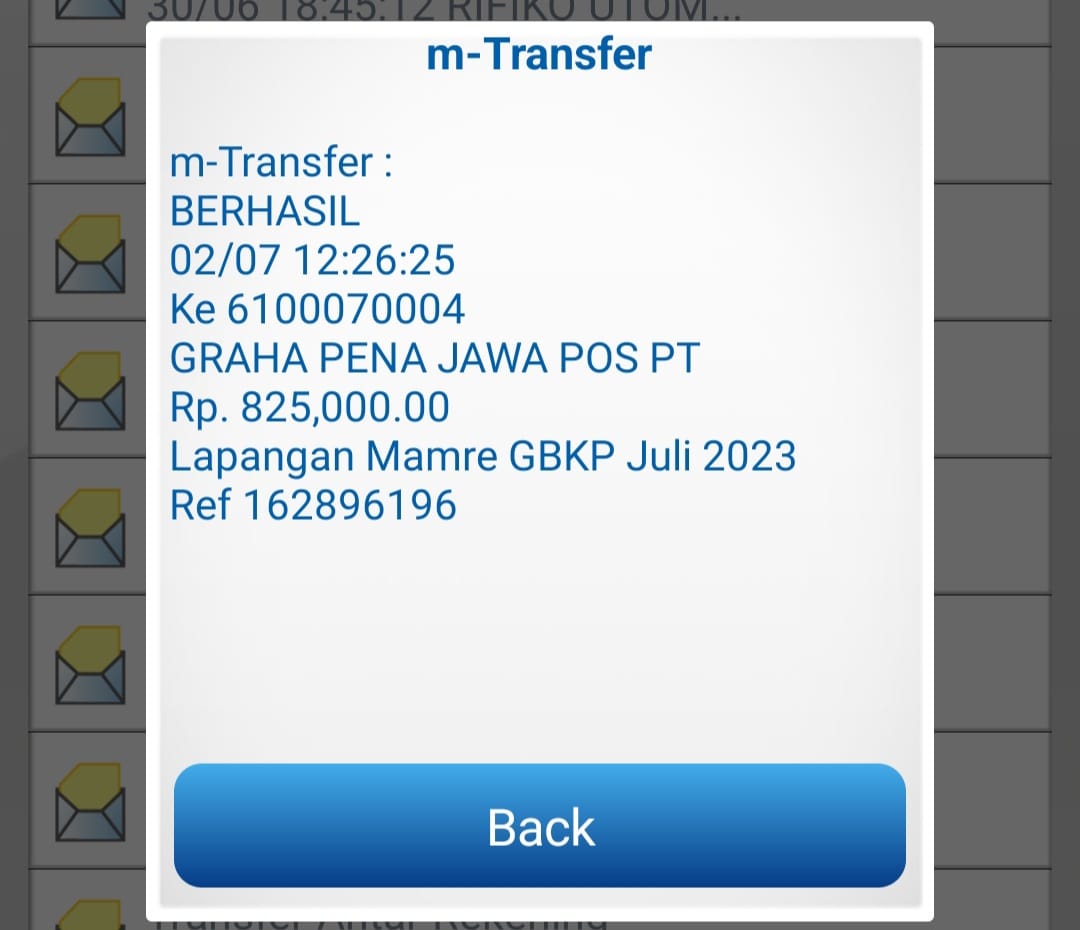 30/06 18:45:12 RIFIKO UTOM...
m-Transfer
m-Transfer :
BERHASIL
02/07 12:26:25
Ke 6100070004
GRAHA PENA JAWA POS PT
Rp. 825,000.00
Lapangan Mamre GBKP Juli 2023
Ref 162896196
Back
Transfer Antar Rekening